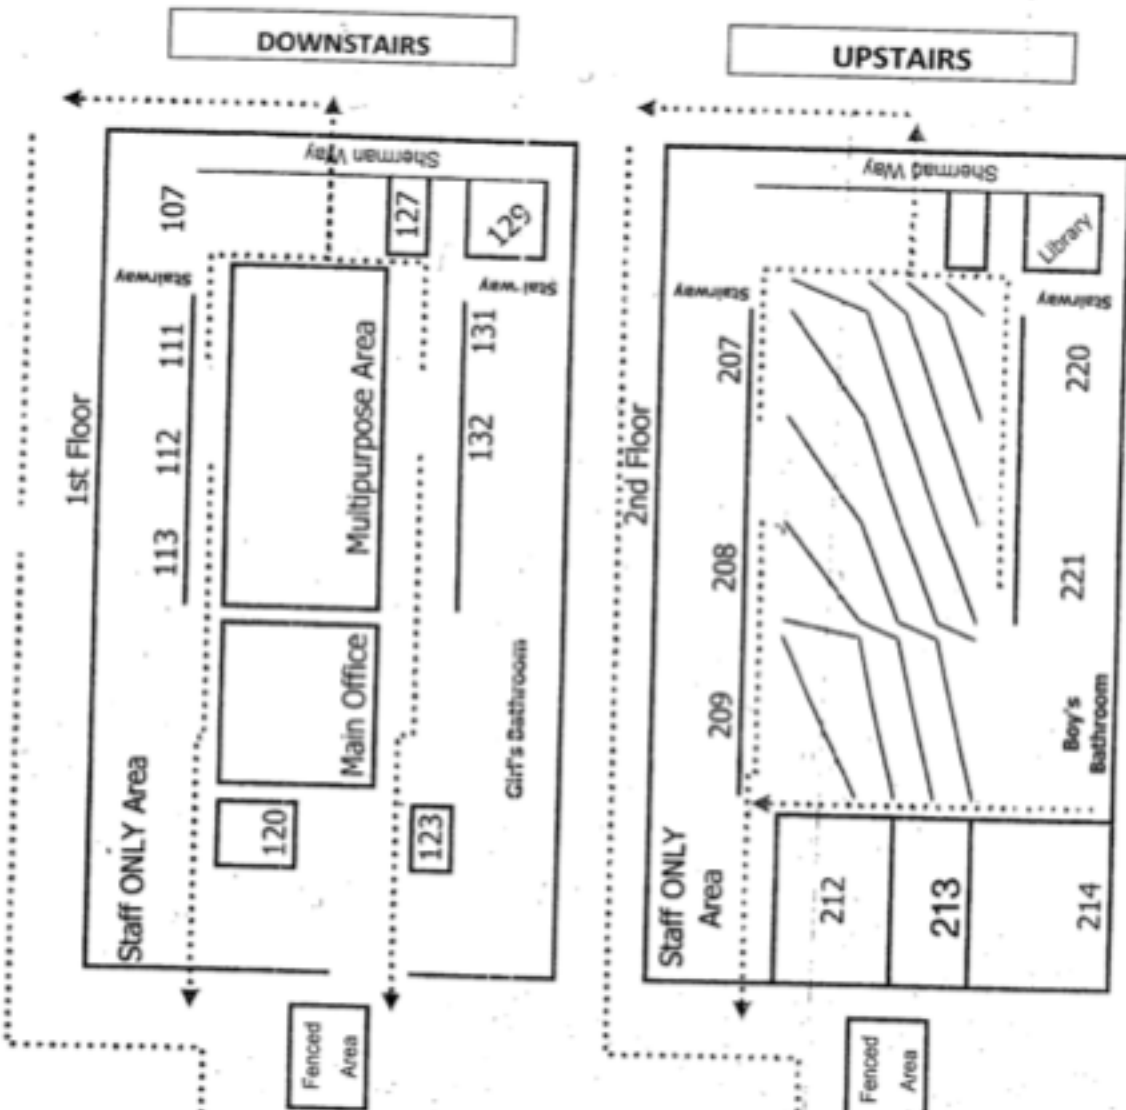 DOWNSTAIRS
Sherman Way
107
127
129
Stairway
Stairway
111
131
112
132
113
1st Floor
Multipurpose Area
Main Office
Girl's Bathroom
Staff ONLY Area
120
123
Fenced
Area
UPSTAIRS
Sherman Way
Library
Stairway
Stairway
207
220
2nd Floor
208
221
209
Boy's
Bathroom
Staff ONLY
Area
212
213
214
Fenced
Area